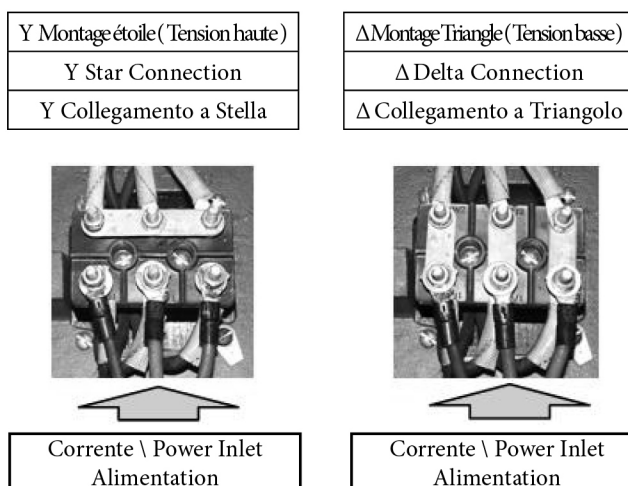 Y Montage étoile ( Tension haute )
Y Star Connection
Y Collegamento a Stella
Δ Montage Triangle ( Tension basse)
Δ Delta Connection
Δ Collegamento a Triangolo
Corrente \ Power Inlet
Alimentation
Corrente \ Power Inlet
Alimentation